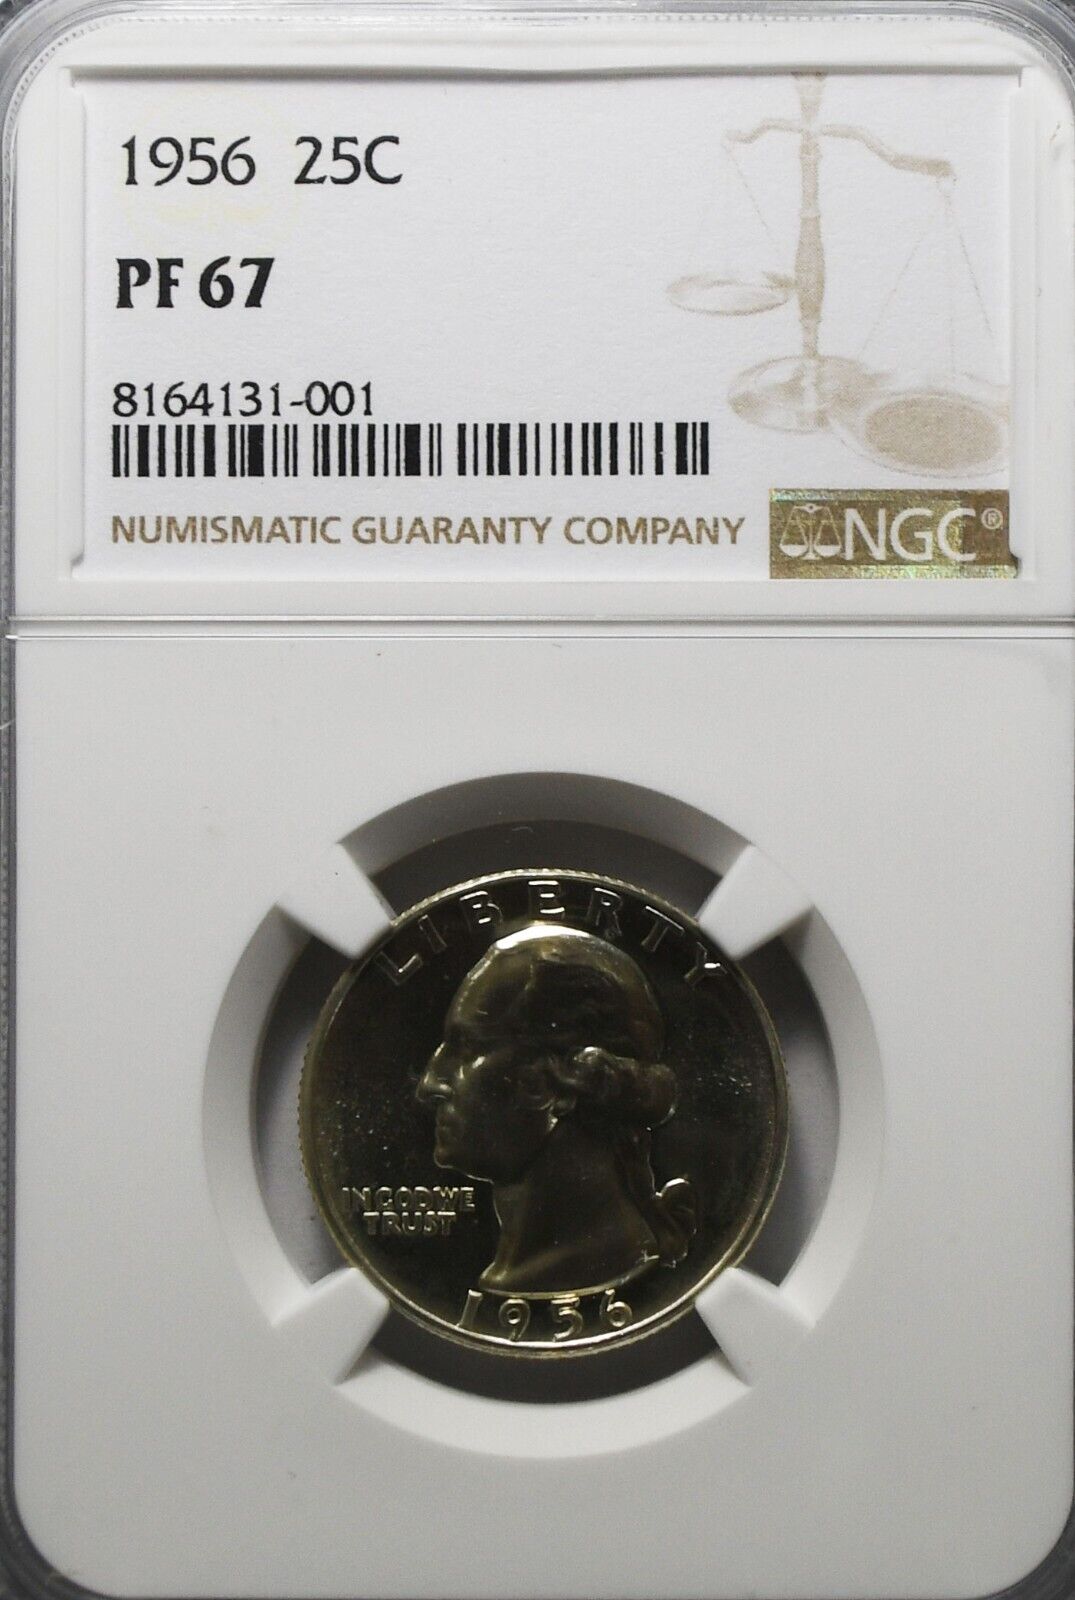 1956 25C
PF 67
8164131-001
NUMISMATIC GUARANTY COMPANY
NGC®
LIBERTY
IN GOD WE
TRUST
1956